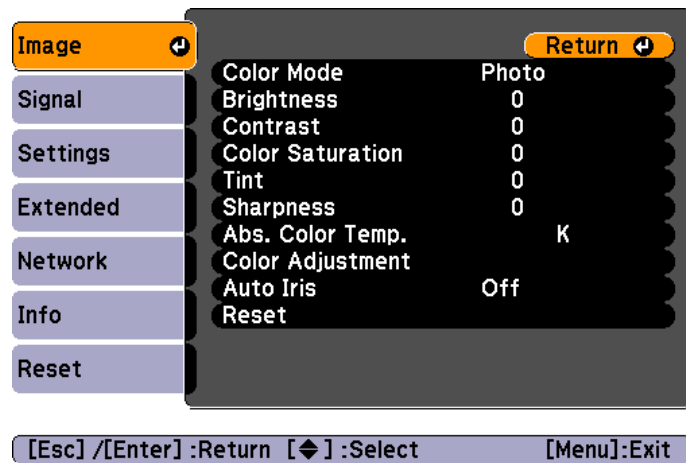 Image
Return
Color Mode Photo
Brightness 0
Signal
Contrast 0
Settings
Color Saturation 0
Tint 0
Extended
Sharpness 0
Abs. Color Temp. K
Network
Color Adjustment
Auto Iris Off
Info
Reset
Reset
[Esc] /[Enter] :Return [◆] :Select [Menu]:Exit